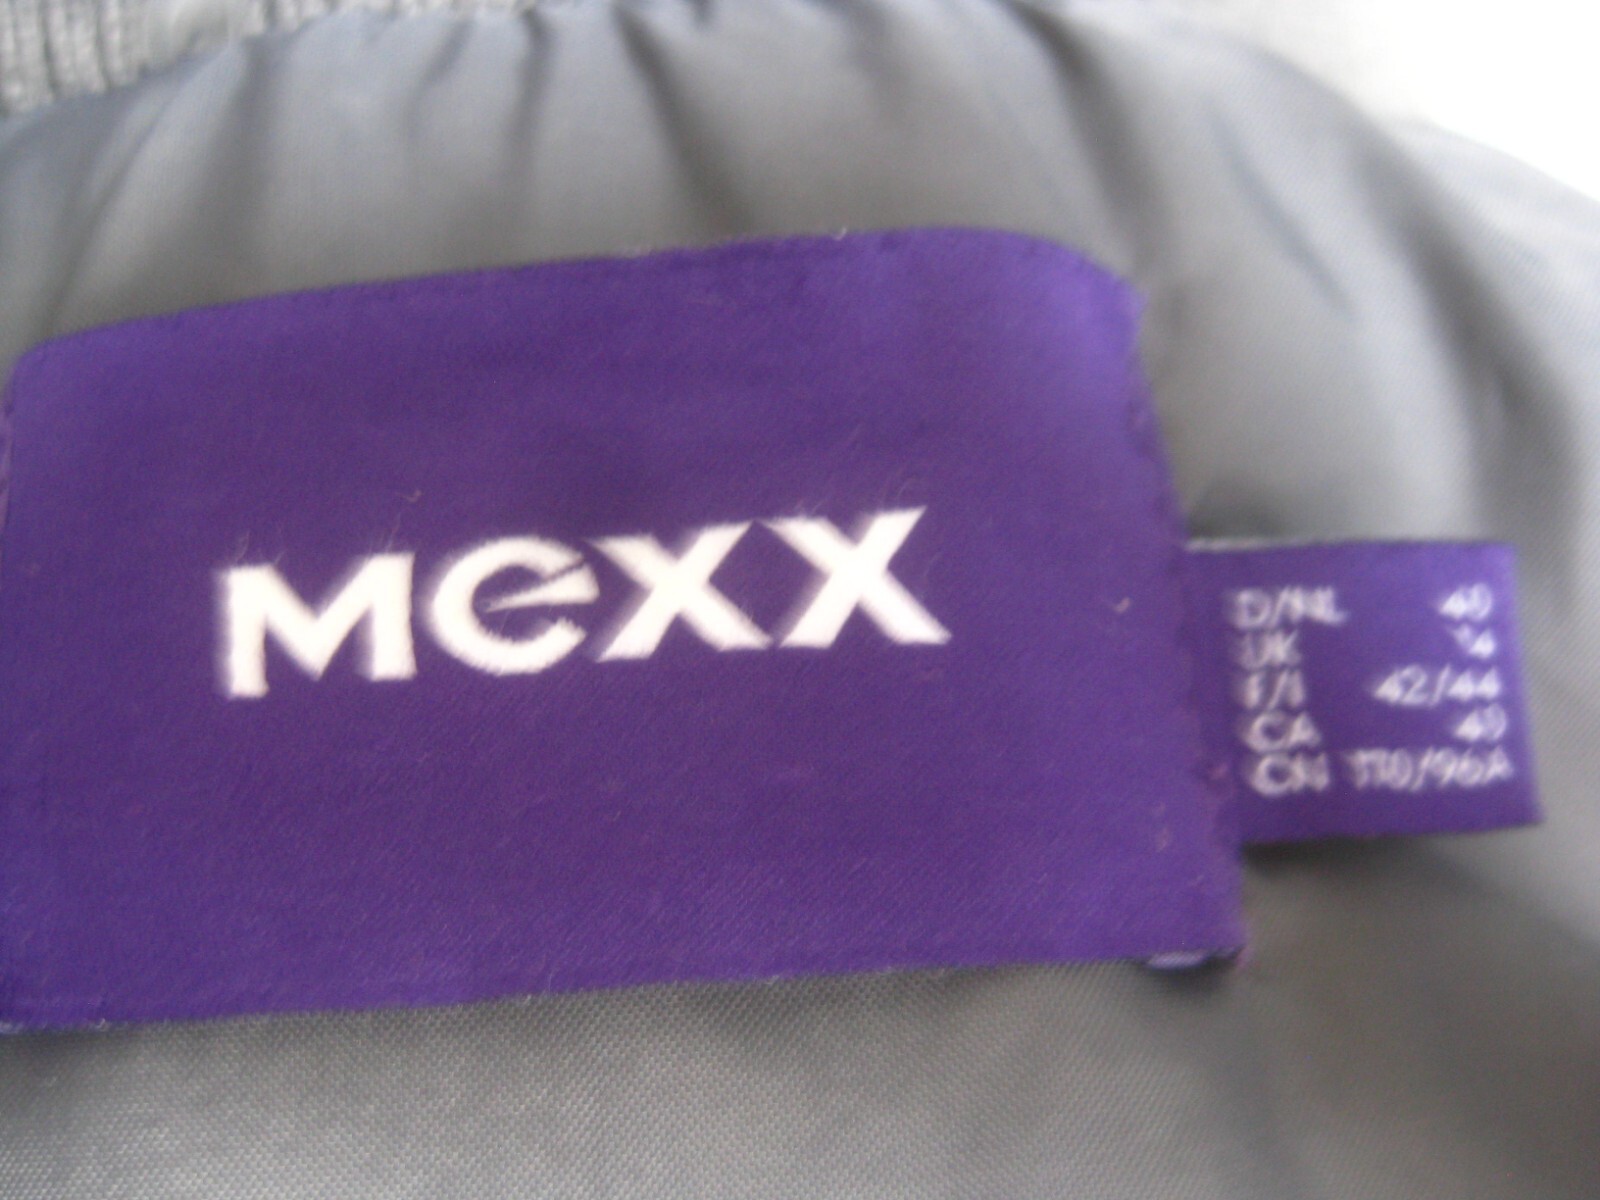 MEXX
D/NL 40
UK 14
F/I 42/44
CA 40
CN 170/96A